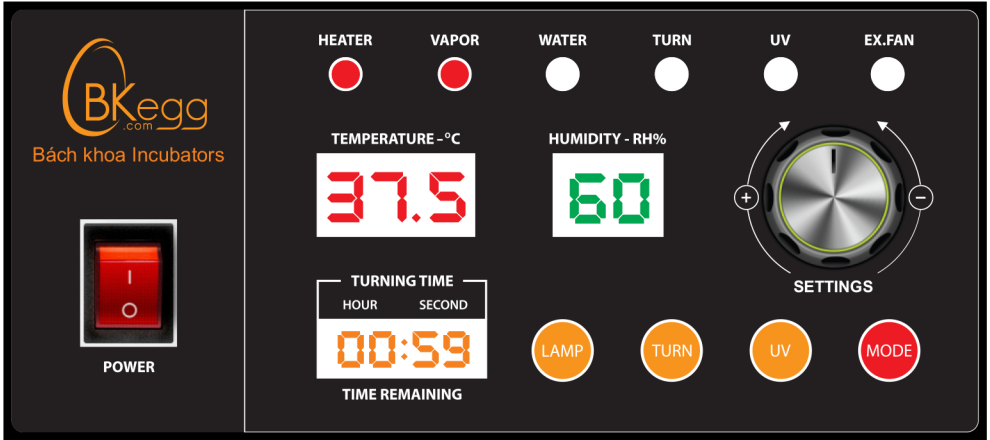 BKegg
.com
Bách khoa Incubators
I
O
POWER
HEATER VAPOR WATER TURN UV EX.FAN
TEMPERATURE - °C HUMIDITY - RH%
37.5 60
+ −
SETTINGS
TURNING TIME
HOUR SECOND
00:59
TIME REMAINING
LAMP TURN UV MODE